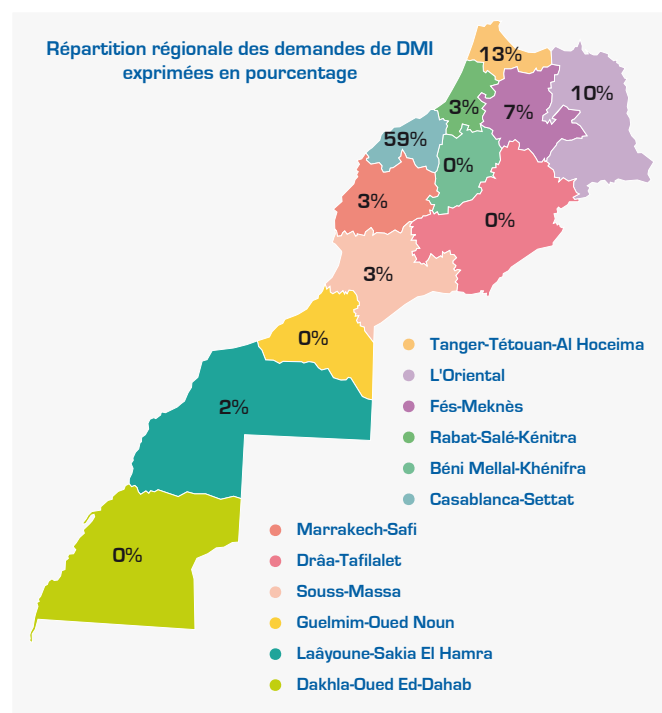 Répartition régionale des demandes de DMI
exprimées en pourcentage
13%
10%
3%
7%
59%
0%
3%
0%
3%
0%
2%
0%
Tanger-Tétouan-Al Hoceima
L'Oriental
Fés-Meknès
Rabat-Salé-Kénitra
Béni Mellal-Khénifra
Casablanca-Settat
Marrakech-Safi
Drâa-Tafilalet
Souss-Massa
Guelmim-Oued Noun
Laâyoune-Sakia El Hamra
Dakhla-Oued Ed-Dahab